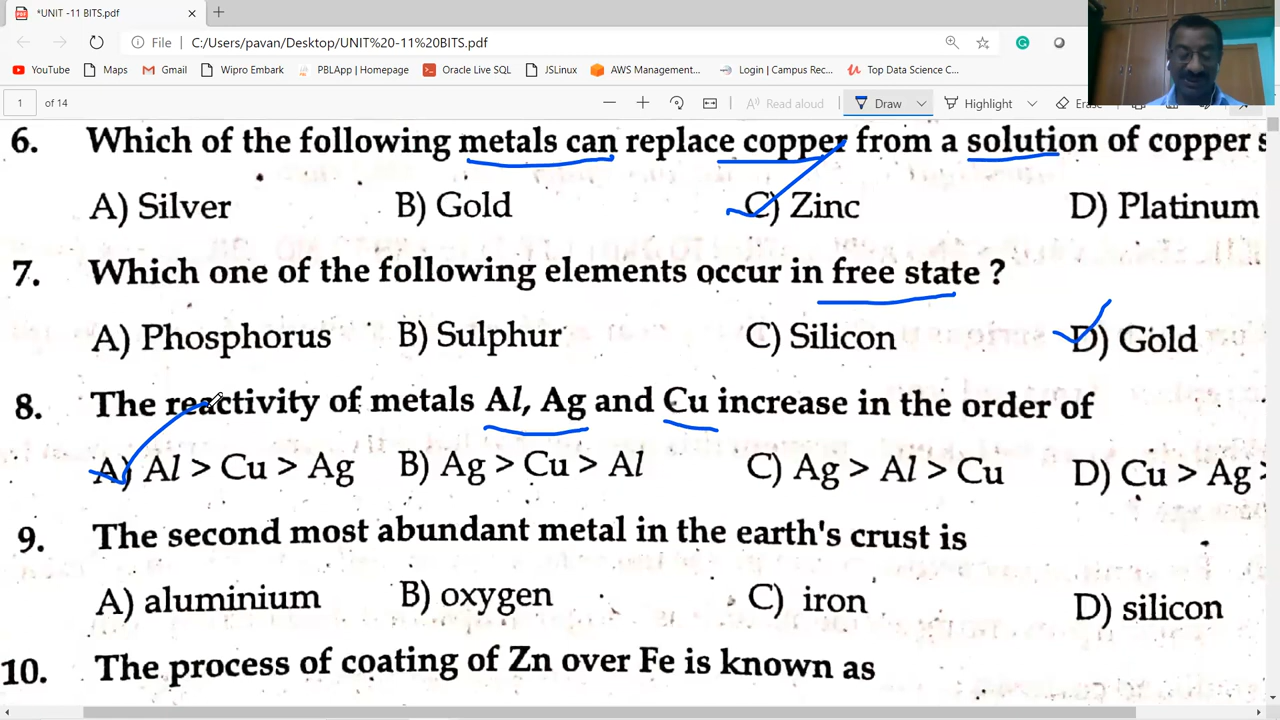 *UNIT -11 BITS.pdf
File C:/Users/pavan/Desktop/UNIT%20-11%20BITS.pdf
YouTube Maps Gmail Wipro Embark PBLApp | Homepage Oracle Live SQL JSLinux AWS Management... Login | Campus Rec... Top Data Science C...
1 of 14 Read aloud Draw Highlight Erase
6. Which of the following metals can replace copper from a solution of copper
A) Silver B) Gold C) Zinc D) Platinum
7. Which one of the following elements occur in free state ?
A) Phosphorus B) Sulphur C) Silicon D) Gold
8. The reactivity of metals Al, Ag and Cu increase in the order of
A) Al > Cu > Ag B) Ag > Cu > Al C) Ag > Al > Cu D) Cu > Ag >
9. The second most abundant metal in the earth's crust is
A) aluminium B) oxygen C) iron D) silicon
10. The process of coating of Zn over Fe is known as